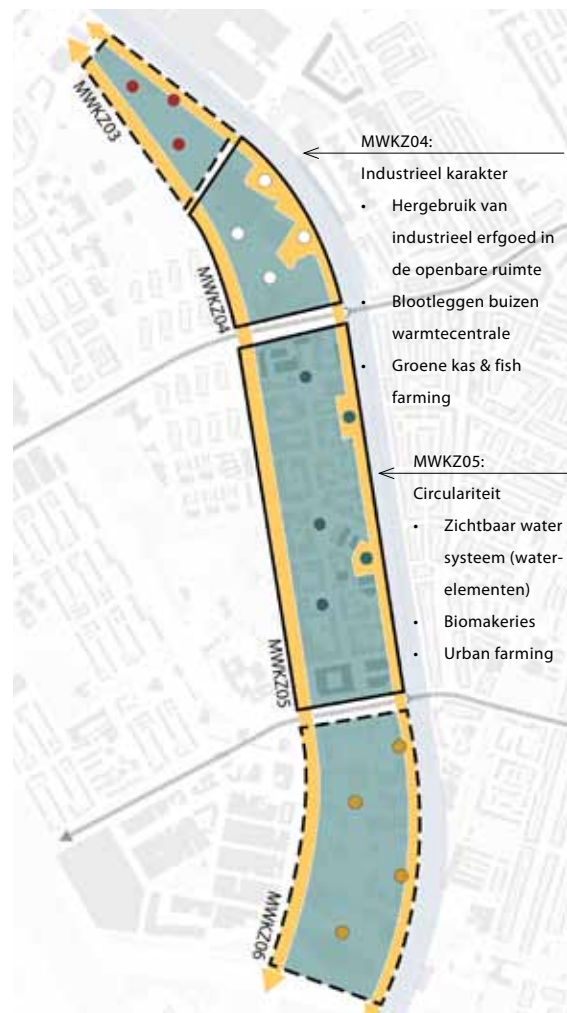 MWKZ03
MWKZ04:
Industrieel karakter
• Hergebruik van
industrieel erfgoed in
de openbare ruimte
• Blootleggen buizen
warmtecentrale
• Groene kas & fish
farming
MWKZ04
MWKZ05:
Circulariteit
• Zichtbaar water
systeem (water-
elementen)
• Biomakeries
• Urban farming
MWKZ05
MWKZ06